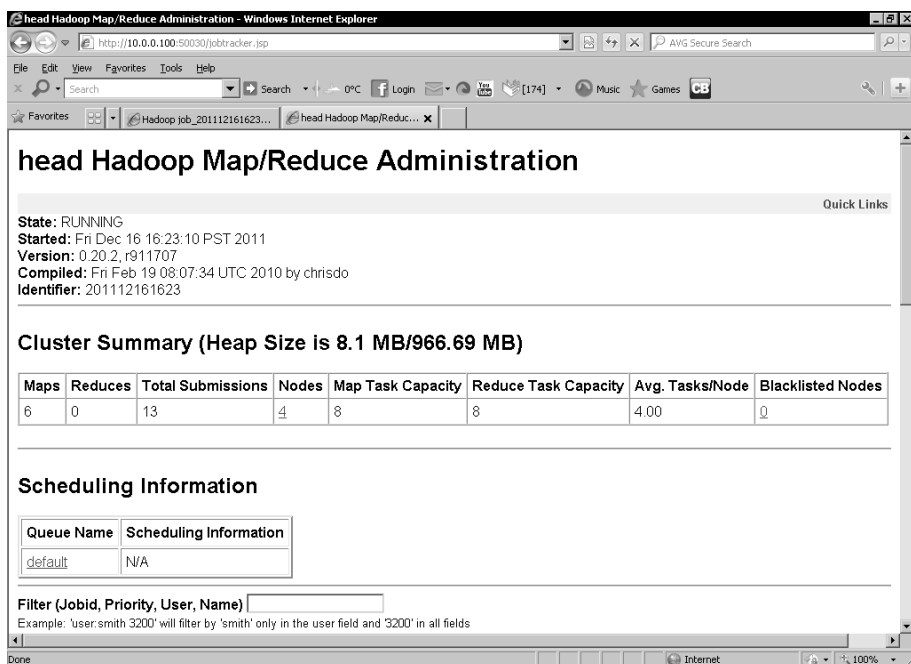 head Hadoop Map/Reduce Administration - Windows Internet Explorer
http://10.0.0.100:50030/jobtracker.jsp
AVG Secure Search
File Edit View Favorites Tools Help
Search Search 0°C Login You Tube [174] Music Games CB
Favorites Hadoop job_201112161623... head Hadoop Map/Reduc... X
head Hadoop Map/Reduce Administration
Quick Links
State: RUNNING
Started: Fri Dec 16 16:23:10 PST 2011
Version: 0.20.2, r911707
Compiled: Fri Feb 19 08:07:34 UTC 2010 by chrisdo
Identifier: 201112161623
Cluster Summary (Heap Size is 8.1 MB/966.69 MB)
Maps Reduces Total Submissions Nodes Map Task Capacity Reduce Task Capacity Avg. Tasks/Node Blacklisted Nodes
6 0 13 4 8 8 4.00 0
Scheduling Information
Queue Name Scheduling Information
default N/A
Filter (Jobid, Priority, User, Name)
Example: 'user:smith 3200' will filter by 'smith' only in the user field and '3200' in all fields
Done Internet 100%